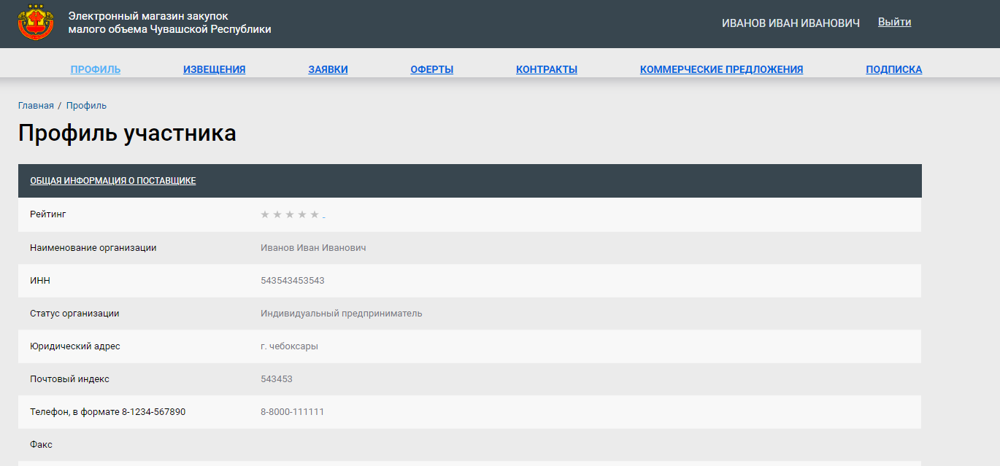 Электронный магазин закупок
малого объема Чувашской Республики
ИВАНОВ ИВАН ИВАНОВИЧ
Выйти
ПРОФИЛЬ ИЗВЕЩЕНИЯ ЗАЯВКИ ОФЕРТЫ КОНТРАКТЫ КОММЕРЧЕСКИЕ ПРЕДЛОЖЕНИЯ ПОДПИСКА
Главная / Профиль
Профиль участника
ОБЩАЯ ИНФОРМАЦИЯ О ПОСТАВЩИКЕ
Рейтинг ★ ★ ★ ★ ★ -
Наименование организации Иванов Иван Иванович
ИНН 543543453543
Статус организации Индивидуальный предприниматель
Юридический адрес г. чебоксары
Почтовый индекс 543453
Телефон, в формате 8-1234-567890 8-8000-111111
Факс